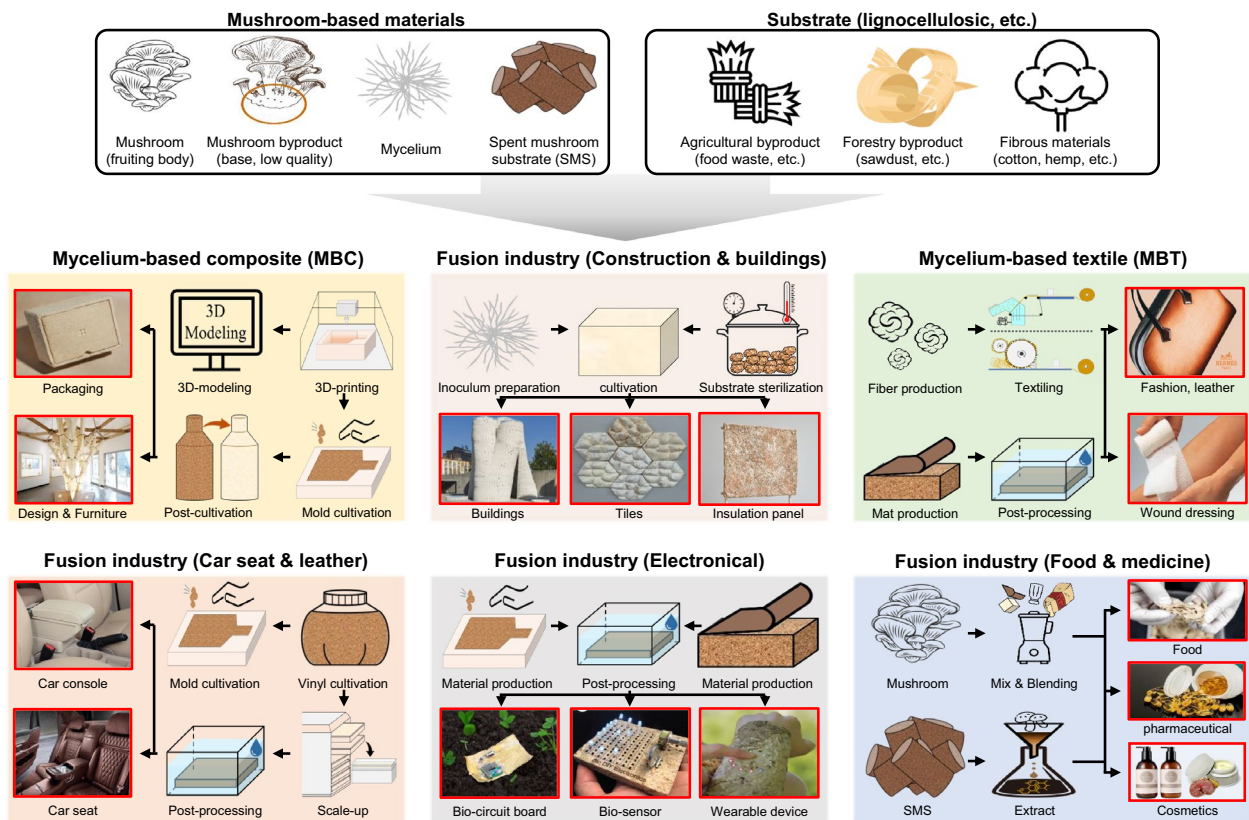 Mushroom-based materials
Substrate (lignocellulosic, etc.)
Mushroom
(fruiting body)
Mushroom byproduct
(base, low quality)
Mycelium
Spent mushroom
substrate (SMS)
Agricultural byproduct
(food waste, etc.)
Forestry byproduct
(sawdust, etc.)
Fibrous materials
(cotton, hemp, etc.)
Mycelium-based composite (MBC)
3D
Modeling
Packaging
3D-modeling
3D-printing
Design & Furniture
Post-cultivation
Mold cultivation
Fusion industry (Construction & buildings)
Inoculum preparation
cultivation
Substrate sterilization
Buildings
Tiles
Insulation panel
Mycelium-based textile (MBT)
Fiber production
Textiling
HERMÈS
PARIS
Fashion, leather
Mat production
Post-processing
Wound dressing
Fusion industry (Car seat & leather)
Car console
Mold cultivation
Vinyl cultivation
Car seat
Post-processing
Scale-up
Fusion industry (Electronical)
Material production
Post-processing
Material production
Bio-circuit board
Bio-sensor
Wearable device
Fusion industry (Food & medicine)
Mushroom
Mix & Blending
Food
pharmaceutical
SMS
Extract
Cosmetics